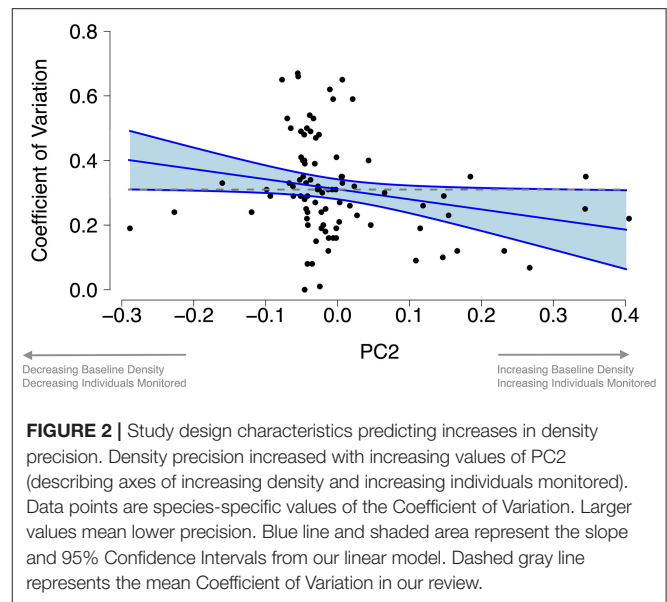 0.8
0.6
0.4
0.2
0.0
Coefficient of Variation
−0.3 −0.2 −0.1 0.0 0.1 0.2 0.3 0.4
PC2
Decreasing Baseline Density
Decreasing Individuals Monitored
Increasing Baseline Density
Increasing Individuals Monitored
FIGURE 2 | Study design characteristics predicting increases in density
precision. Density precision increased with increasing values of PC2
(describing axes of increasing density and increasing individuals monitored).
Data points are species-specific values of the Coefficient of Variation. Larger
values mean lower precision. Blue line and shaded area represent the slope
and 95% Confidence Intervals from our linear model. Dashed gray line
represents the mean Coefficient of Variation in our review.